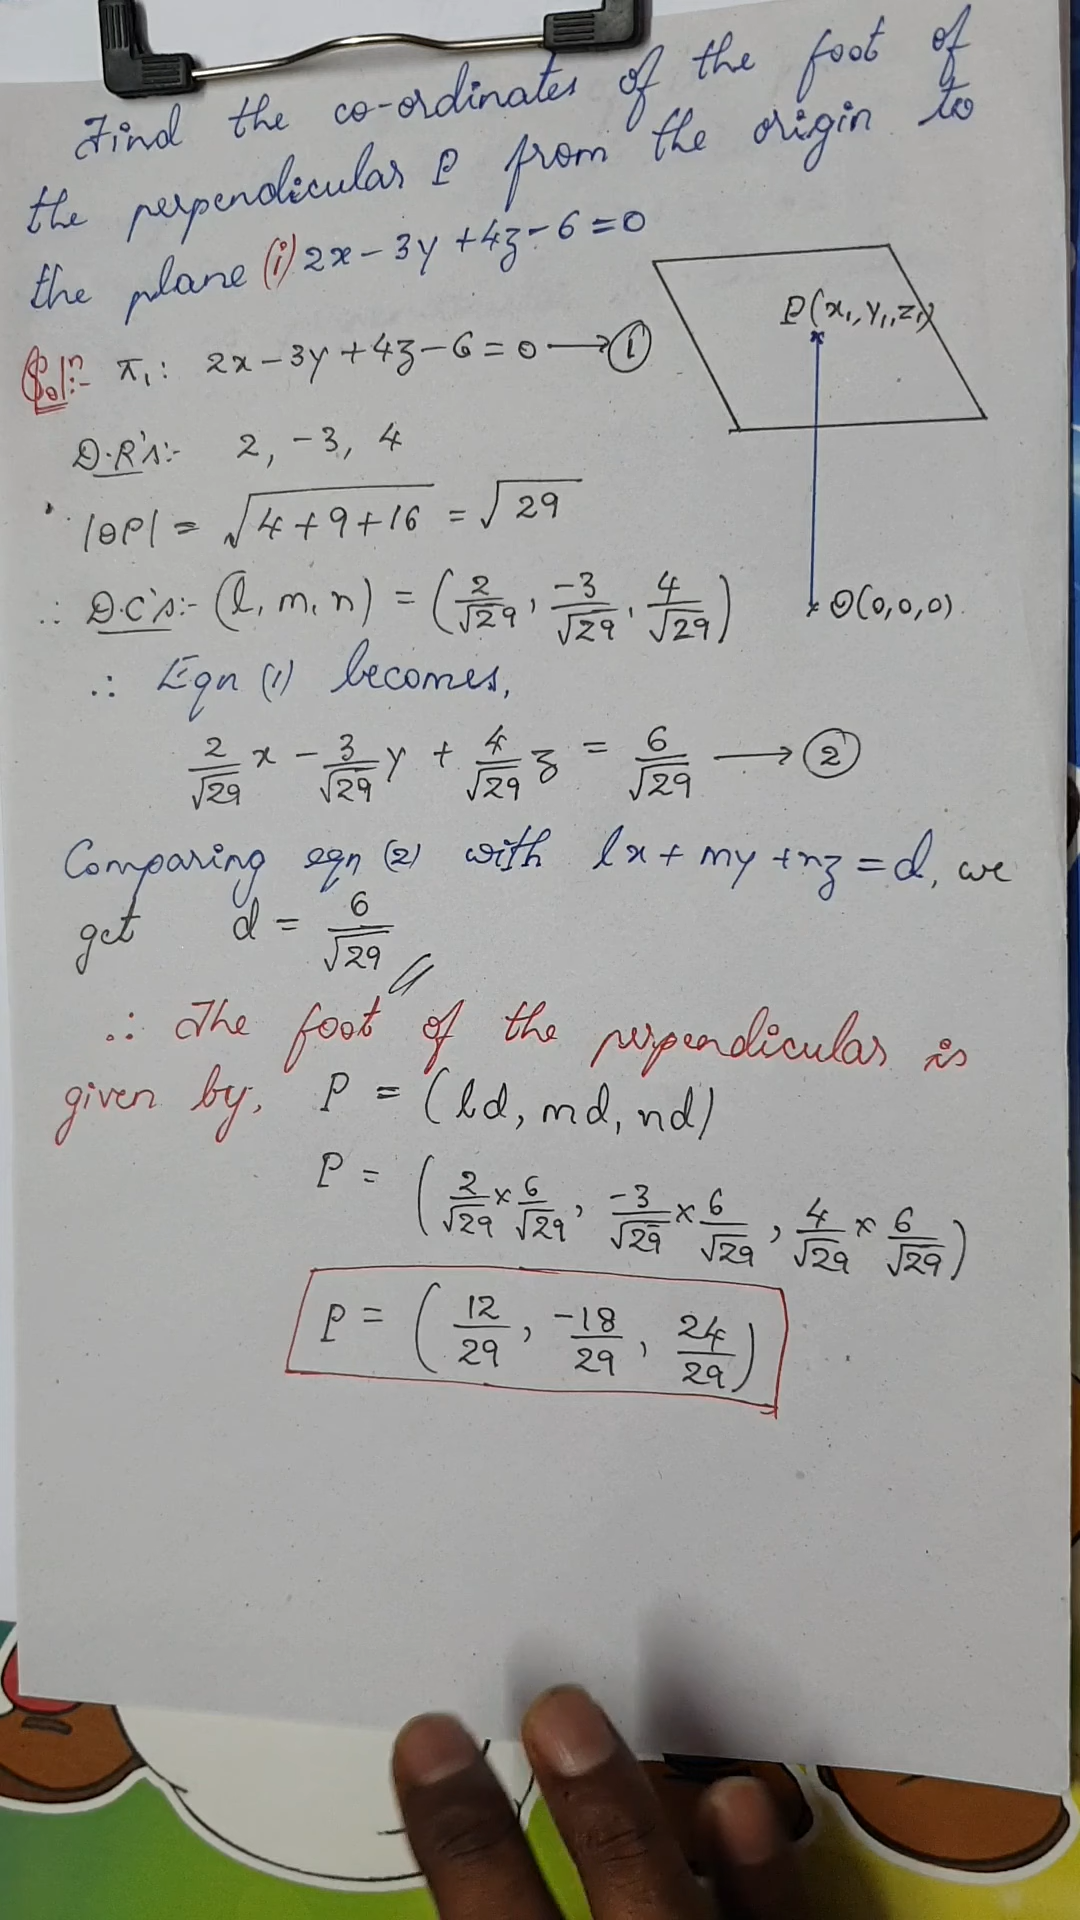 Find the co-ordinates of the foot of
the perpendicular P from the origin to
the plane (i) 2x-3y+4z-6=0
P(x₁,y₁,z₁)
Solⁿ:- π₁: 2x-3y+4z-6=0 → ①
D.R's:- 2, -3, 4
|OP| = √(4+9+16) = √29
∴ D.C's:- (l, m, n) = (2/√29, -3/√29, 4/√29)
O(0,0,0).
∴ Eqn (1) becomes,
2/√29 x - 3/√29 y + 4/√29 z = 6/√29 → ②
Comparing eqn (2) with lx+my+nz=d, we
get d = 6/√29 //
∴ The foot of the perpendicular is
given by, P = (ld, md, nd)
P = (2/√29 × 6/√29, -3/√29 × 6/√29, 4/√29 × 6/√29)
P = (12/29, -18/29, 24/29)